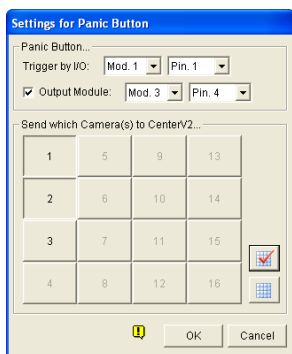 Settings for Panic Button
Panic Button...
Trigger by I/O: Mod. 1 Pin. 1
Output Module: Mod. 3 Pin. 4
Send which Camera(s) to CenterV2...
1 5 9 13
2 6 10 14
3 7 11 15
4 8 12 16
! OK Cancel